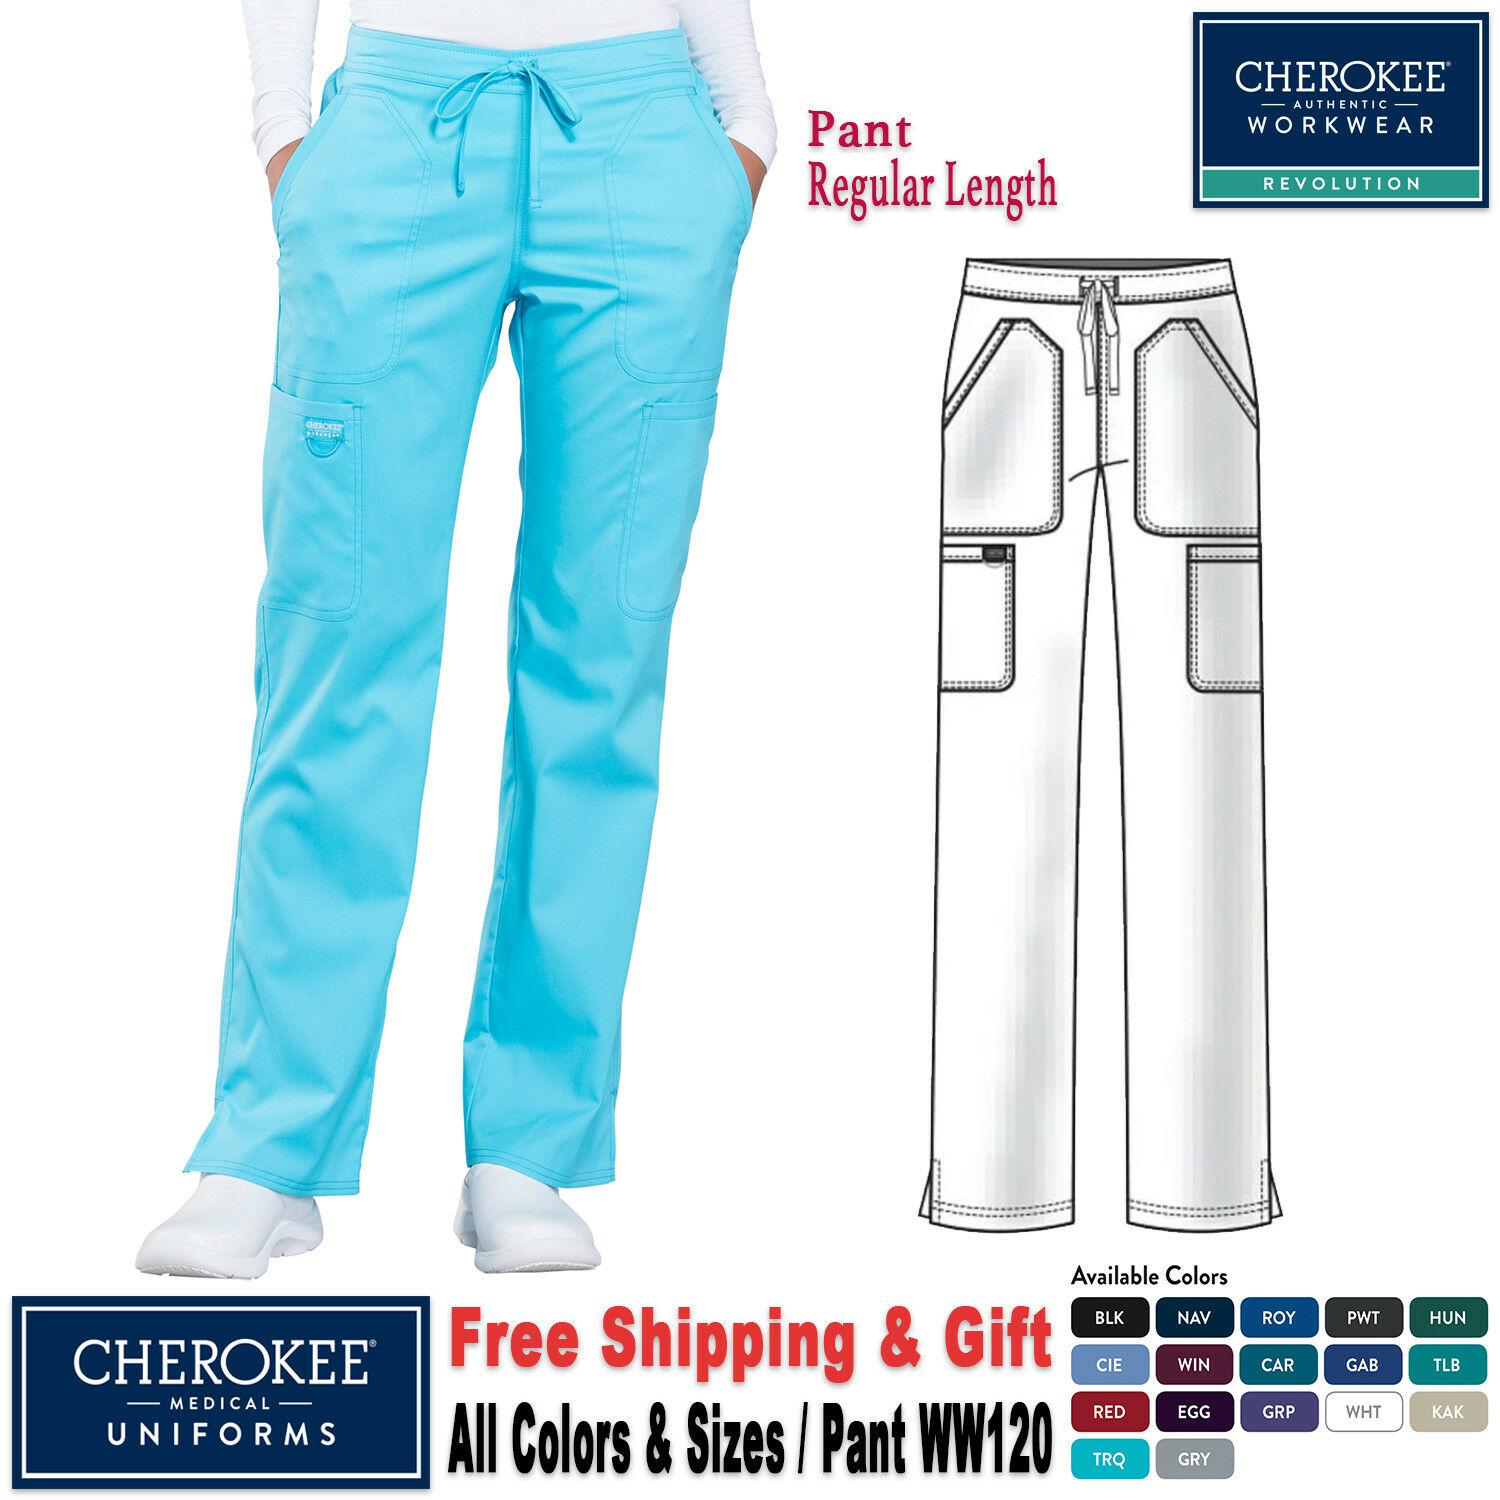 CHEROKEE®
AUTHENTIC
WORKWEAR
REVOLUTION
Pant
Regular Length
CHEROKEE®
WORKWEAR
Available Colors
BLK NAV ROY PWT HUN
CIE WIN CAR GAB TLB
RED EGG GRP WHT KAK
TRQ GRY
CHEROKEE®
MEDICAL
UNIFORMS
Free Shipping & Gift
All Colors & Sizes / Pant WW120